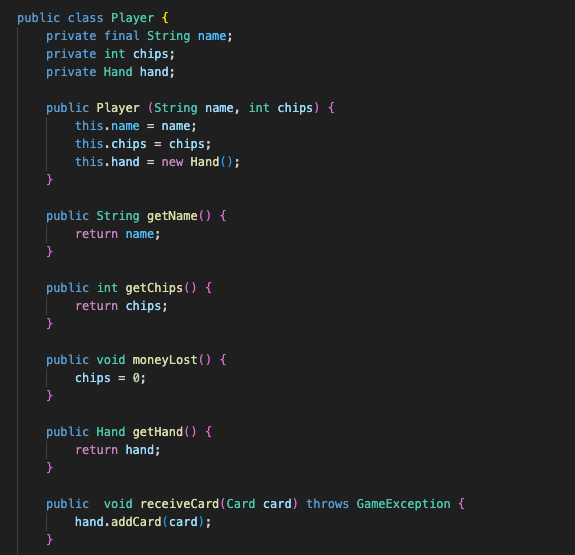 public class Player {
    private final String name;
    private int chips;
    private Hand hand;

    public Player (String name, int chips) {
        this.name = name;
        this.chips = chips;
        this.hand = new Hand();
    }

    public String getName() {
        return name;
    }

    public int getChips() {
        return chips;
    }

    public void moneyLost() {
        chips = 0;
    }

    public Hand getHand() {
        return hand;
    }

    public  void receiveCard(Card card) throws GameException {
        hand.addCard(card);
    }